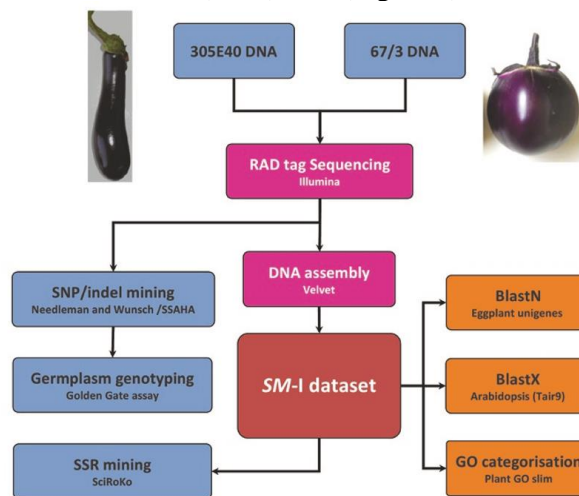 305E40 DNA
67/3 DNA
RAD tag Sequencing
Illumina
SNP/indel mining
Needleman and Wunsch /SSAHA
DNA assembly
Velvet
BlastN
Eggplant unigenes
Germplasm genotyping
Golden Gate assay
SM-I dataset
BlastX
Arabidopsis (Tair9)
SSR mining
SciRoKo
GO categorisation
Plant GO slim